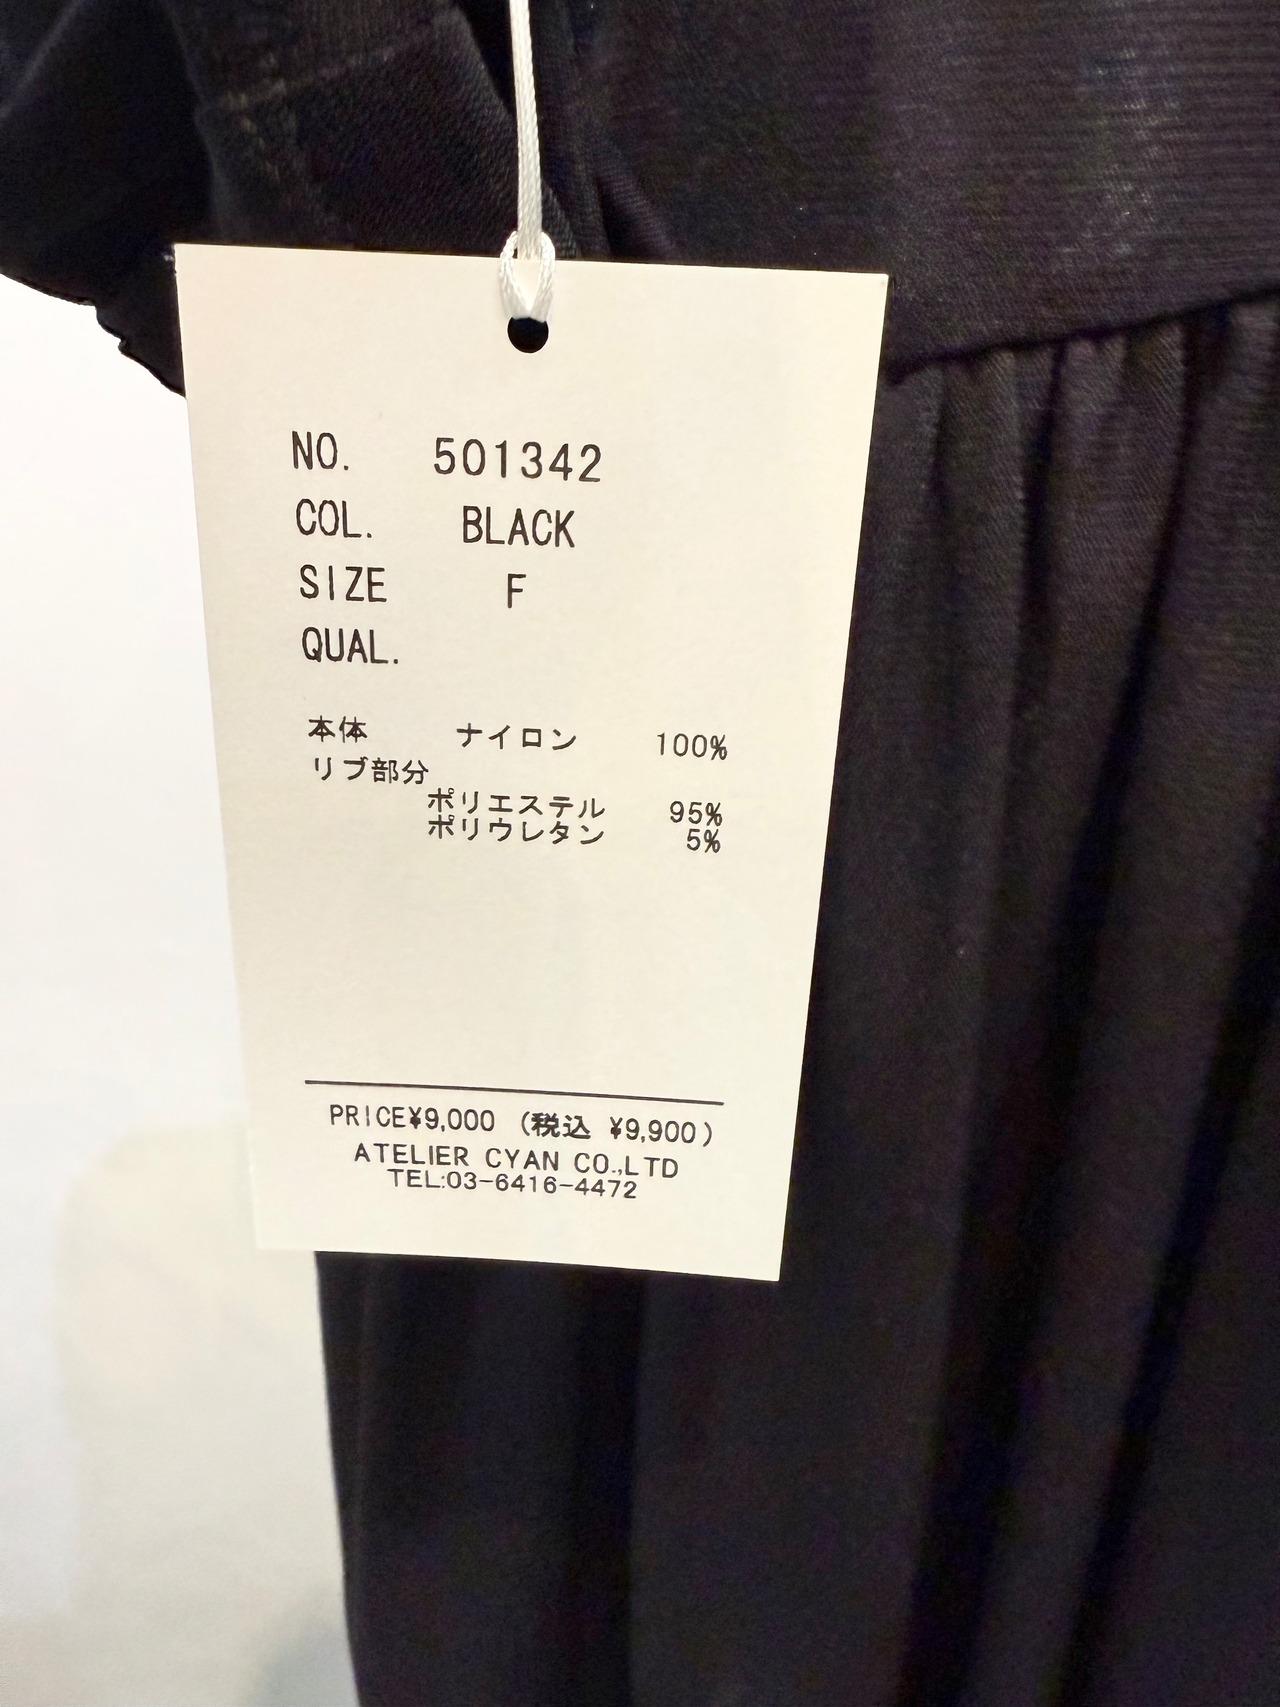 NO. 501342
COL. BLACK
SIZE F
QUAL.
本体 ナイロン 100%
リブ部分
ポリエステル 95%
ポリウレタン 5%
PRICE¥9,000 (税込 ¥9,900)
ATELIER CYAN CO.,LTD
TEL:03-6416-4472